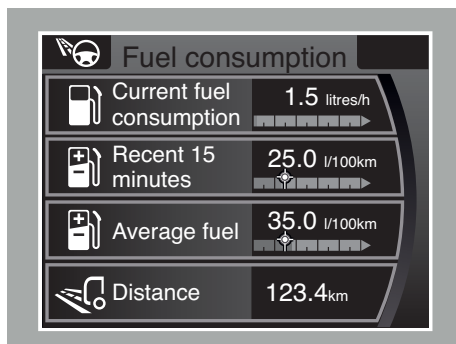 Fuel consumption
Current fuel
consumption
1.5 litres/h
Recent 15
minutes
25.0 l/100km
Average fuel
35.0 l/100km
Distance
123.4km